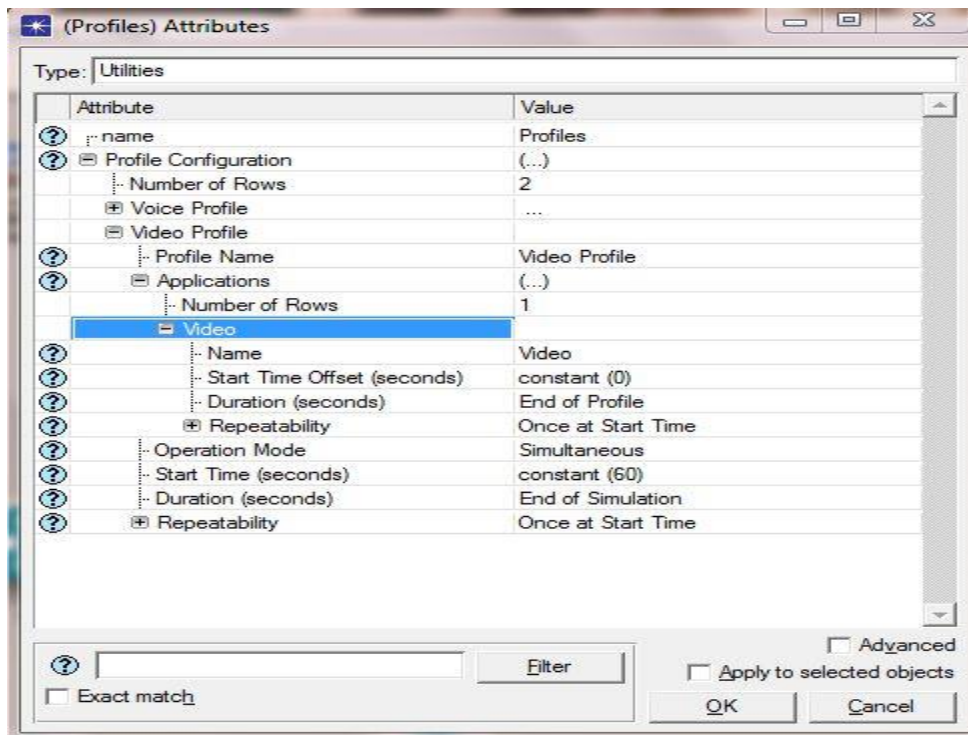 (Profiles) Attributes
Type: Utilities
Attribute Value
name Profiles
Profile Configuration (...)
Number of Rows 2
Voice Profile ...
Video Profile
Profile Name Video Profile
Applications (...)
Number of Rows 1
Video
Name Video
Start Time Offset (seconds) constant (0)
Duration (seconds) End of Profile
Repeatability Once at Start Time
Operation Mode Simultaneous
Start Time (seconds) constant (60)
Duration (seconds) End of Simulation
Repeatability Once at Start Time
Advanced
Filter
Apply to selected objects
Exact match
OK Cancel